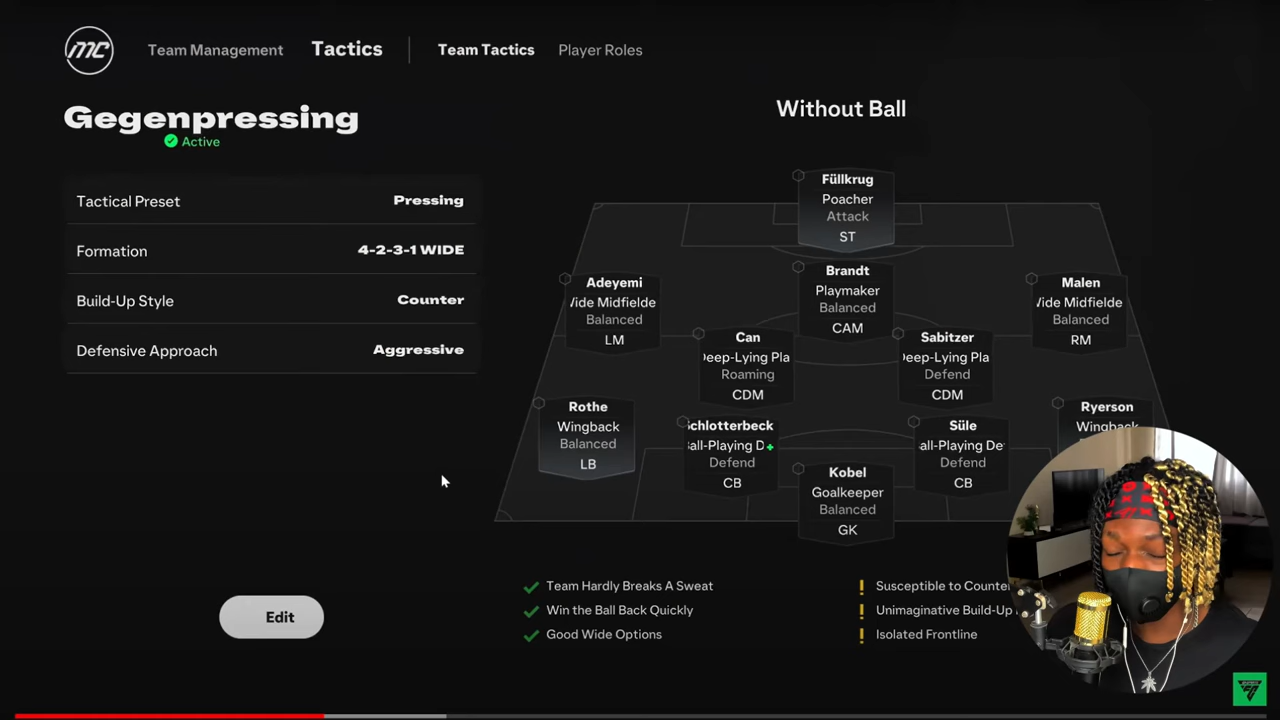 MC
Team Management
Tactics
Team Tactics
Player Roles
Gegenpressing
Active
Tactical Preset Pressing
Formation 4-2-3-1 WIDE
Build-Up Style Counter
Defensive Approach Aggressive
Edit
Without Ball
Füllkrug
Poacher
Attack
ST
Adeyemi
Vide Midfielde
Balanced
LM
Brandt
Playmaker
Balanced
CAM
Malen
Vide Midfielde
Balanced
RM
Can
Deep-Lying Pla
Roaming
CDM
Sabitzer
Deep-Lying Pla
Defend
CDM
Rothe
Wingback
Balanced
LB
Schlotterbeck
all-Playing D
Defend
CB
Süle
all-Playing De
Defend
CB
Ryerson
Wingback
Kobel
Goalkeeper
Balanced
GK
Team Hardly Breaks A Sweat
Win the Ball Back Quickly
Good Wide Options
Susceptible to Counte
Unimaginative Build-Up
Isolated Frontline